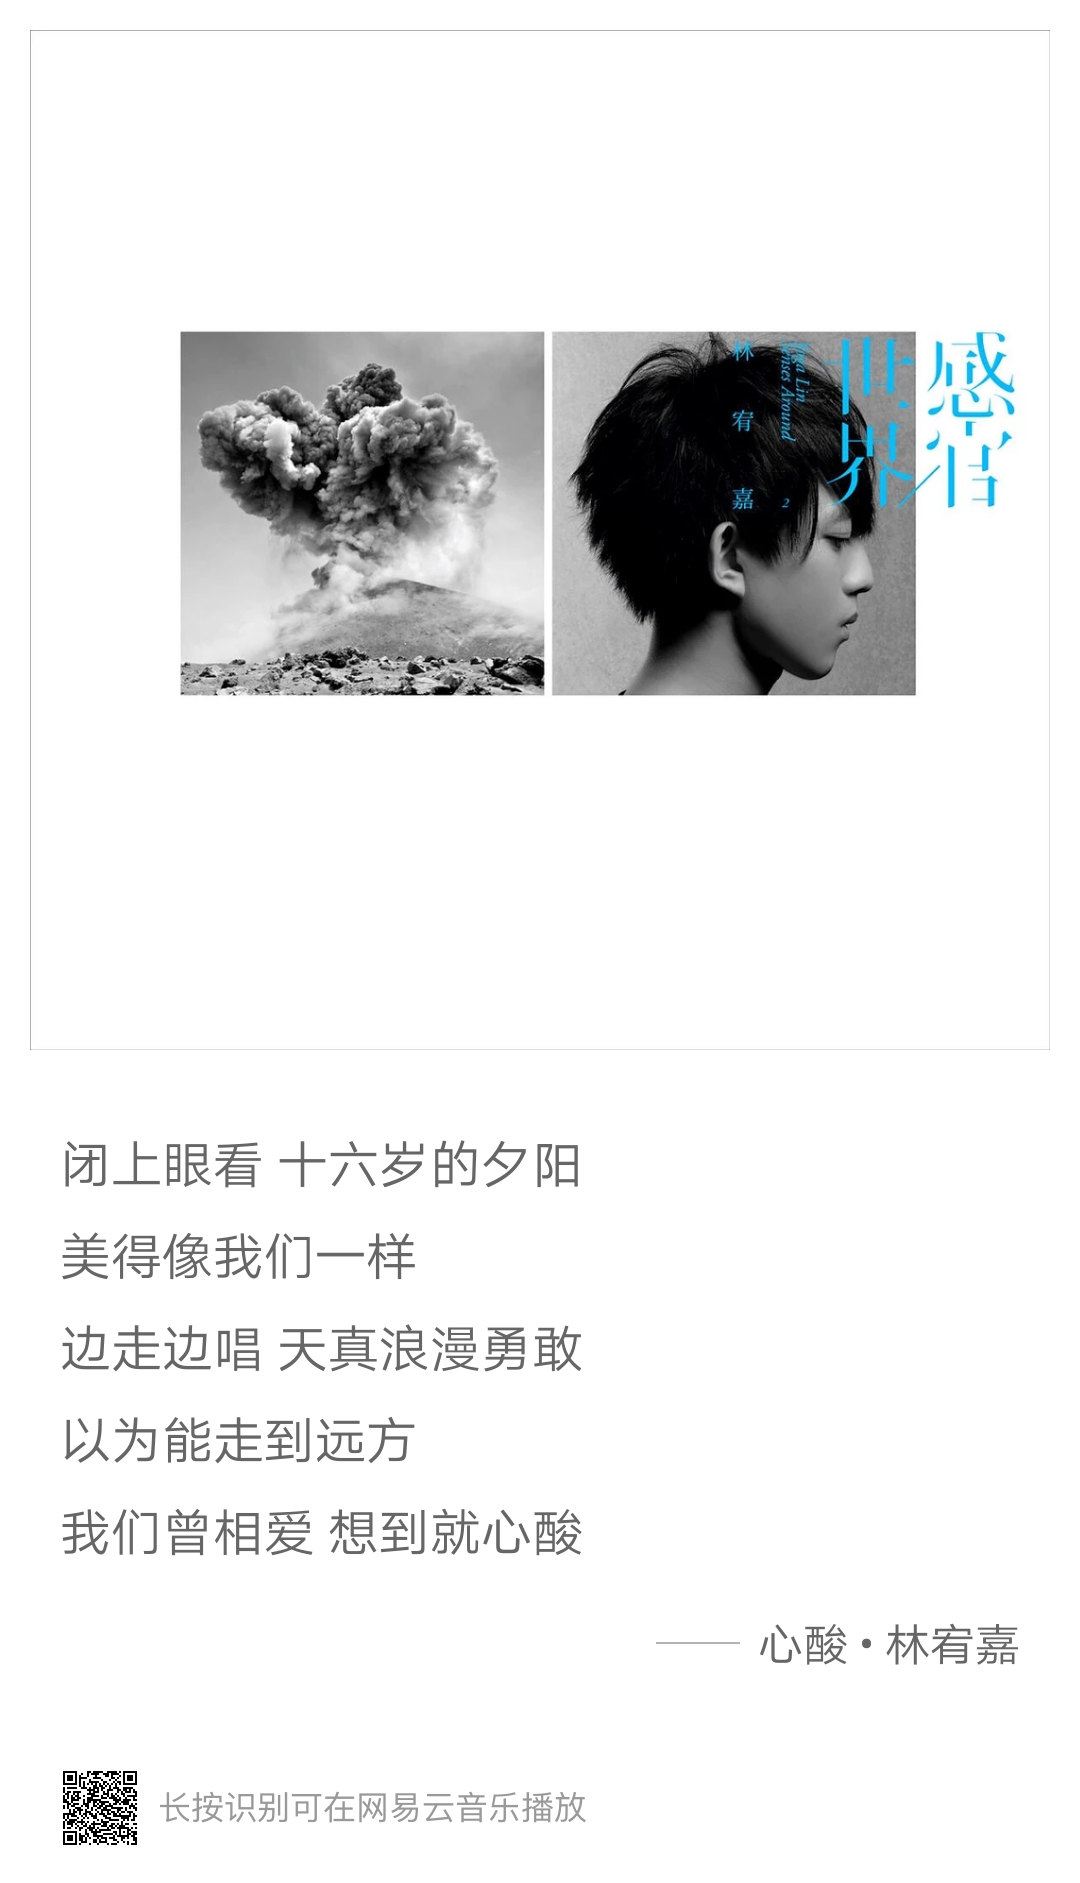 感官
世界
Yoga Lin
Senses Around
2
林宥嘉
闭上眼看 十六岁的夕阳
美得像我们一样
边走边唱 天真浪漫勇敢
以为能走到远方
我们曾相爱 想到就心酸
—— 心酸 • 林宥嘉
长按识别可在网易云音乐播放